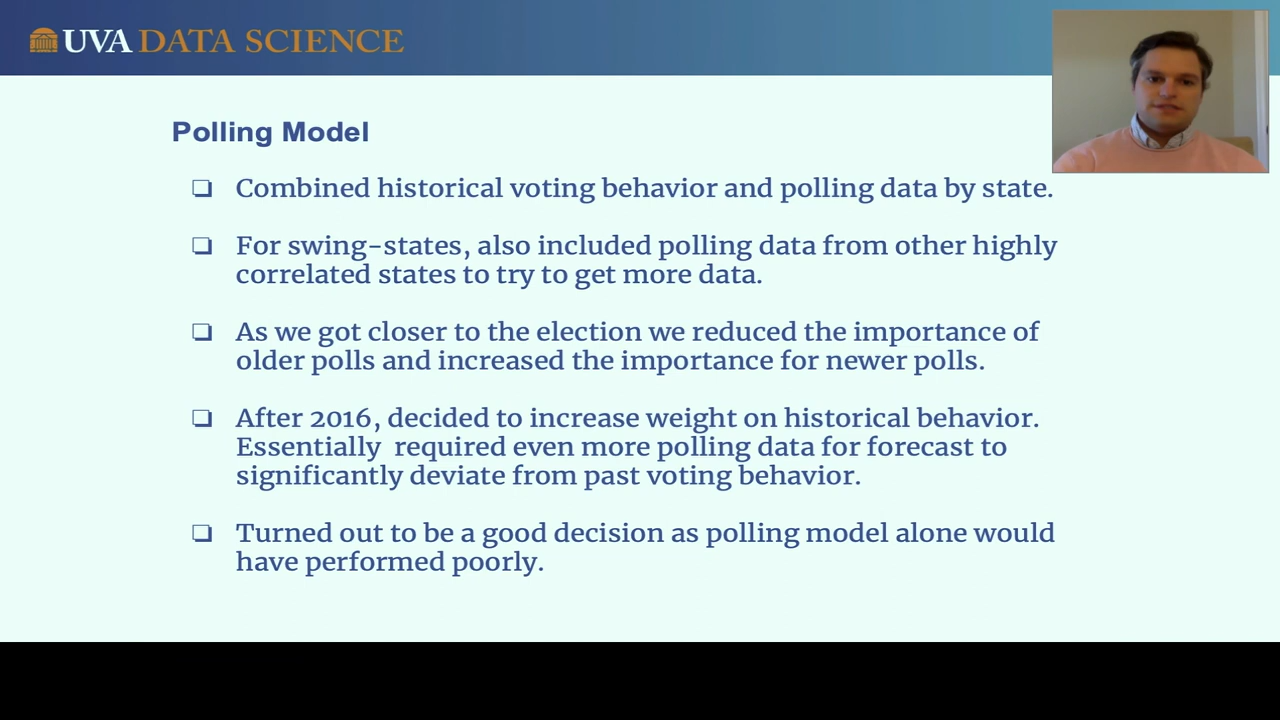 UVA DATA SCIENCE
Polling Model
❏ Combined historical voting behavior and polling data by state.
❏ For swing-states, also included polling data from other highly
correlated states to try to get more data.
❏ As we got closer to the election we reduced the importance of
older polls and increased the importance for newer polls.
❏ After 2016, decided to increase weight on historical behavior.
Essentially  required even more polling data for forecast to
significantly deviate from past voting behavior.
❏ Turned out to be a good decision as polling model alone would
have performed poorly.